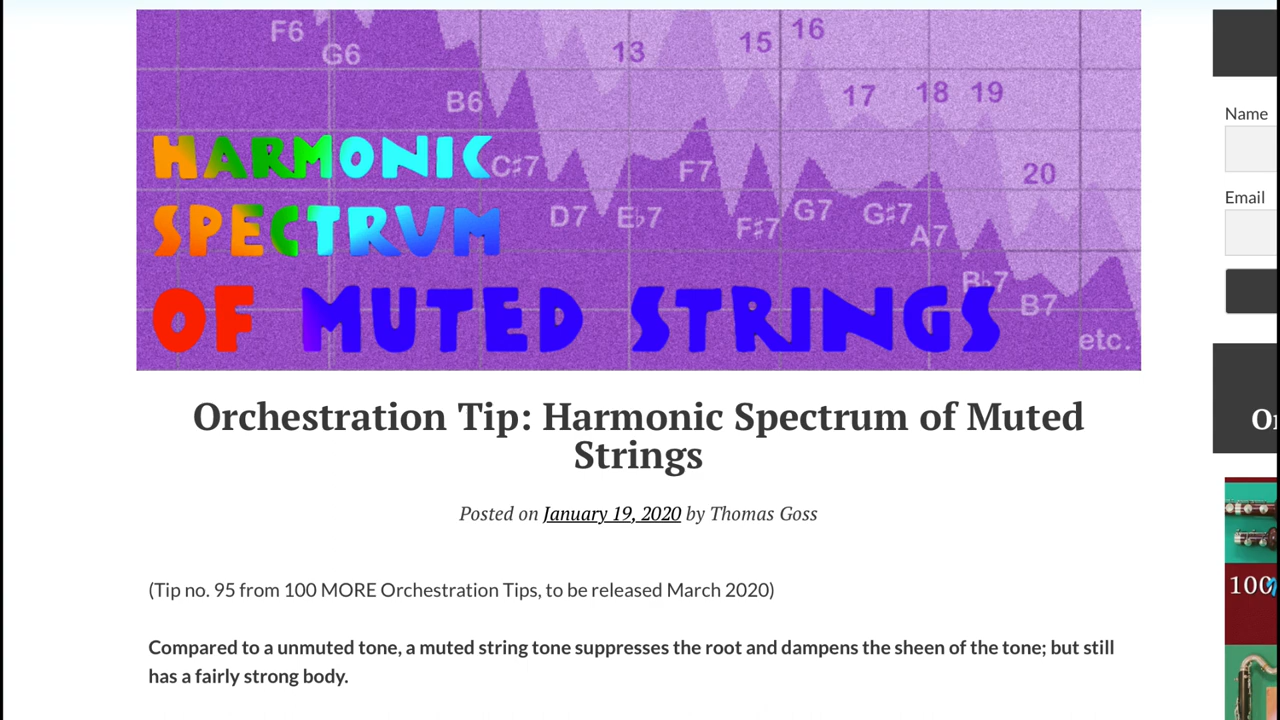 F6
G6
13
15
16
B6
17
18
19
HARMONIC
C♯7
F7
20
SPECTRUM
D7
E♭7
F♯7
G7
G♯7
A7
B♭7
B7
OF MUTED STRINGS
etc.
Orchestration Tip: Harmonic Spectrum of Muted
Strings
Posted on January 19, 2020 by Thomas Goss
(Tip no. 95 from 100 MORE Orchestration Tips, to be released March 2020)
Compared to a unmuted tone, a muted string tone suppresses the root and dampens the sheen of the tone; but still
has a fairly strong body.
Name
Email
100